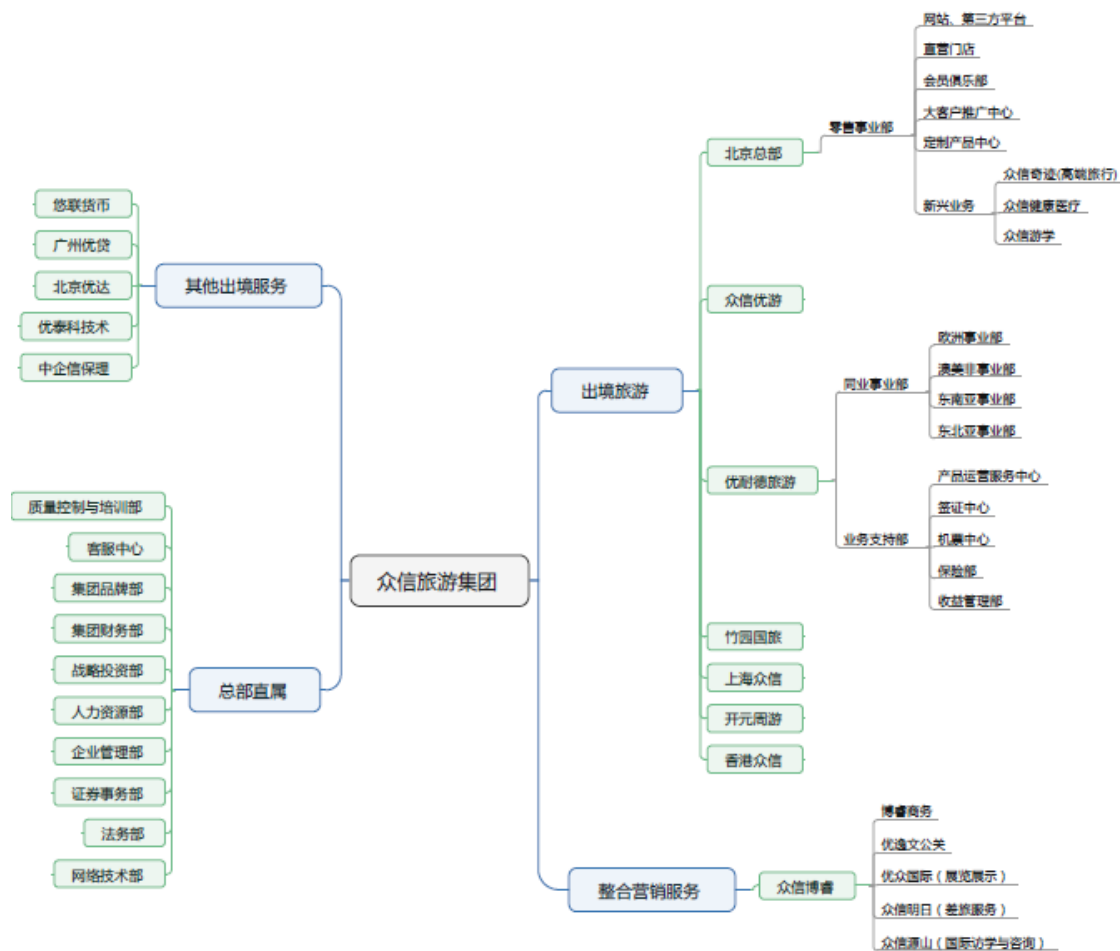 众信旅游集团
其他出境服务
悠联货币
广州优贷
北京优达
优泰科技术
中企信保理
总部直属
质量控制与培训部
客服中心
集团品牌部
集团财务部
战略投资部
人力资源部
企业管理部
证券事务部
法务部
网络技术部
出境旅游
北京总部
零售事业部
网站、第三方平台
直营门店
会员俱乐部
大客户推广中心
定制产品中心
新兴业务
众信奇迹(高端旅行)
众信健康医疗
众信游学
众信优游
优耐德旅游
同业事业部
欧洲事业部
澳美非事业部
东南亚事业部
东北亚事业部
业务支持部
产品运营服务中心
签证中心
机票中心
保险部
收益管理部
竹园国旅
上海众信
开元周游
香港众信
整合营销服务
众信博睿
博睿商务
优逸文公关
优众国际（展览展示）
众信明日（差旅服务）
众信源山（国际访学与咨询）